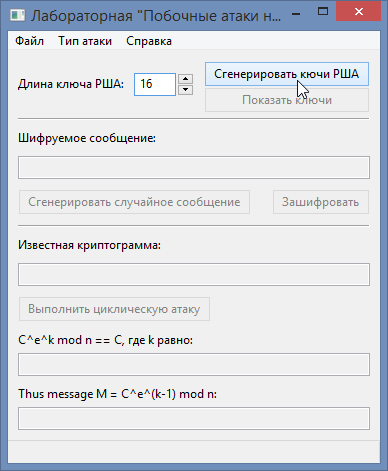 Лабораторная "Побочные атаки н...
Файл Тип атаки Справка
Длина ключа РША: 16 Сгенерировать кючи РША
Показать ключи
Шифруемое сообщение:
Сгенерировать случайное сообщение Зашифровать
Известная криптограмма:
Выполнить циклическую атаку
C^e^k mod n == C, где k равно:
Thus message M = C^e^(k-1) mod n: